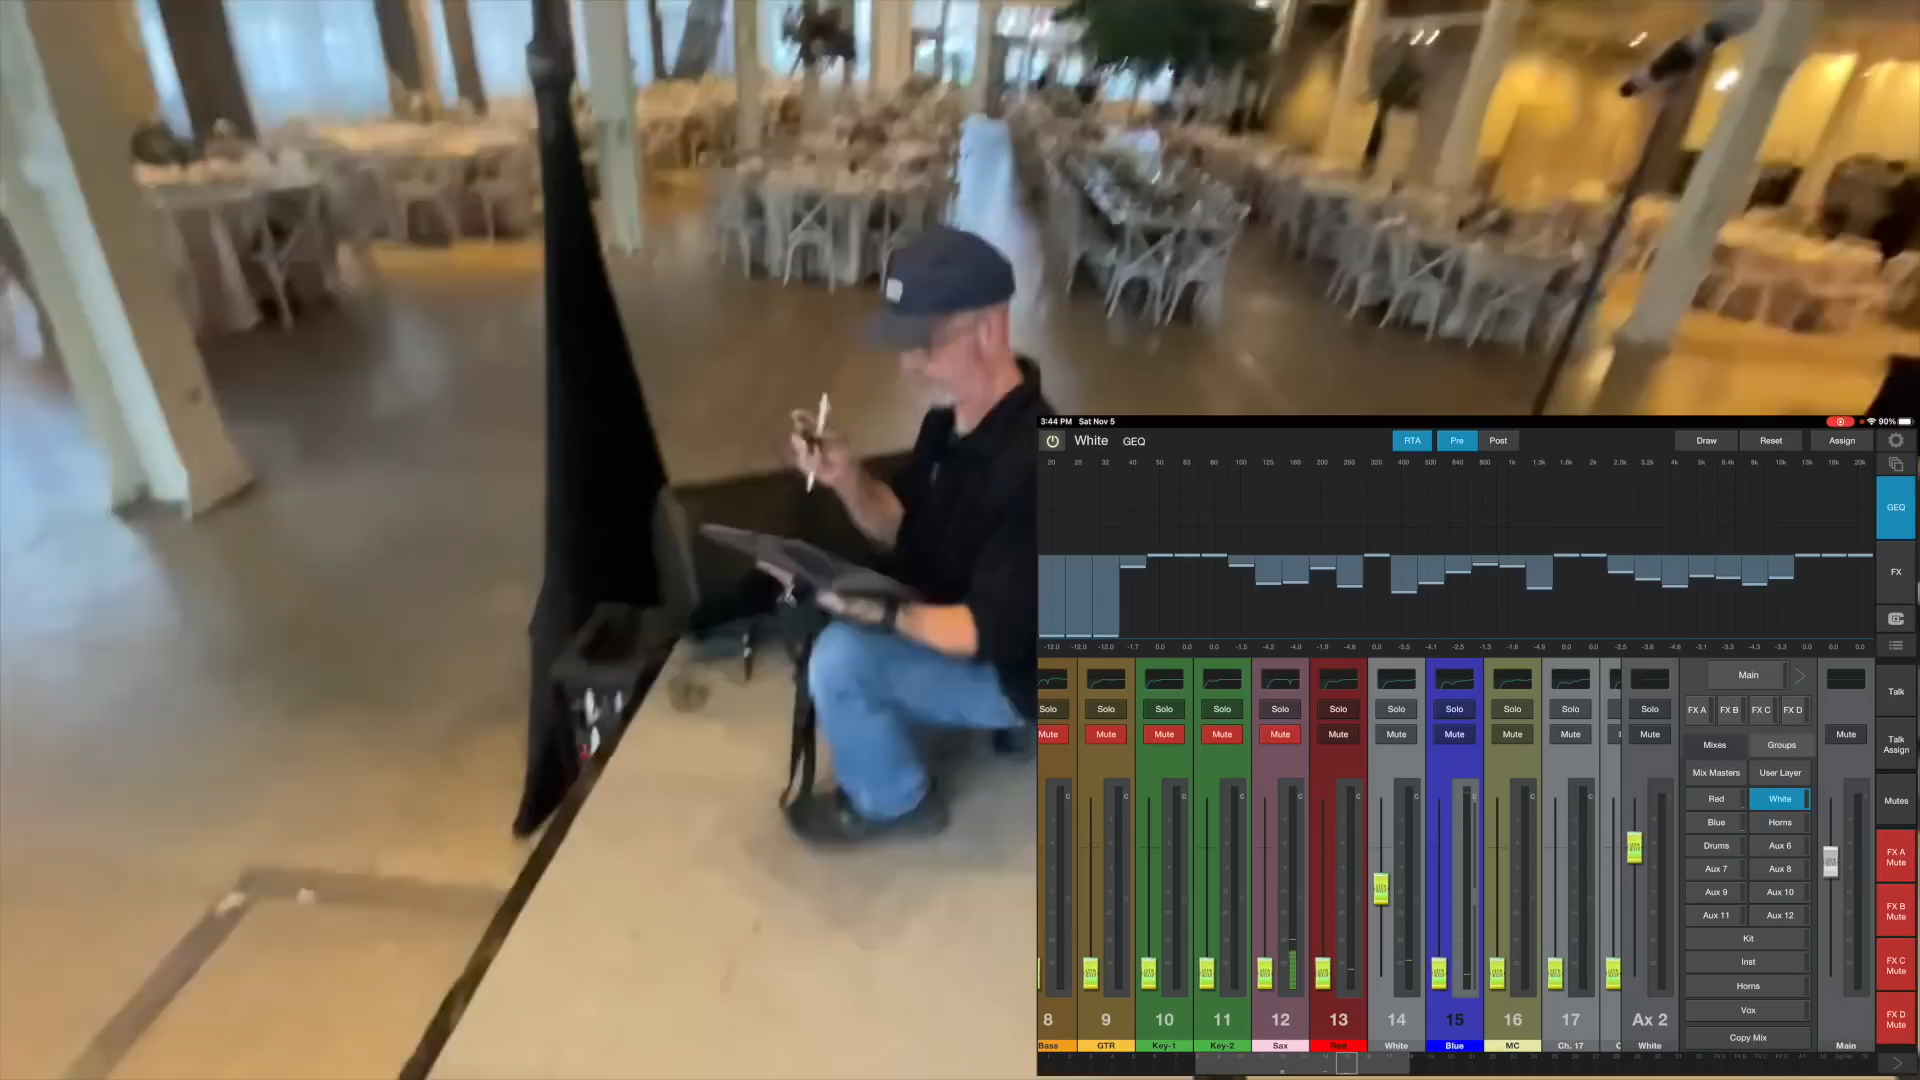 3:44 PM Sat Nov 5
90%
White GEQ
RTA Pre Post
Draw Reset Assign
20 25 32 40 50 63 80 100 125 160 200 250 320 400 500 640 800 1k 1.3k 1.6k 2k 2.5k 3.2k 4k 5k 6.4k 8k 10k 13k 16k 20k
GEQ
FX
-12.0 -12.0 -12.0 -1.7 0.0 0.0 0.0 -1.5 -4.2 -4.0 -1.9 -4.6 0.0 -5.5 -4.1 -2.5 -1.3 -1.6 -4.9 0.0 0.0 -2.5 -3.6 -4.6 -3.1 -3.4 -4.3 -3.3 0.0 0.0 0.0
Main
Solo Solo Solo Solo Solo Solo Solo Solo Solo Solo Solo
FX A FX B FX C FX D
Mute Mute Mute Mute Mute Mute Mute Mute Mute Mute Mute Mute
Talk
Talk Assign
Mutes
Mixes Groups
Mix Masters User Layer
Red White
Blue Horns
Drums Aux 6
Aux 7 Aux 8
Aux 9 Aux 10
Aux 11 Aux 12
Kit
Inst
Horns
Vox
Copy Mix
FX A Mute
FX B Mute
FX C Mute
FX D Mute
8 9 10 11 12 13 14 15 16 17 Ax 2
Bass GTR Key-1 Key-2 Sax Red White Blue MC Ch. 17 C White Main